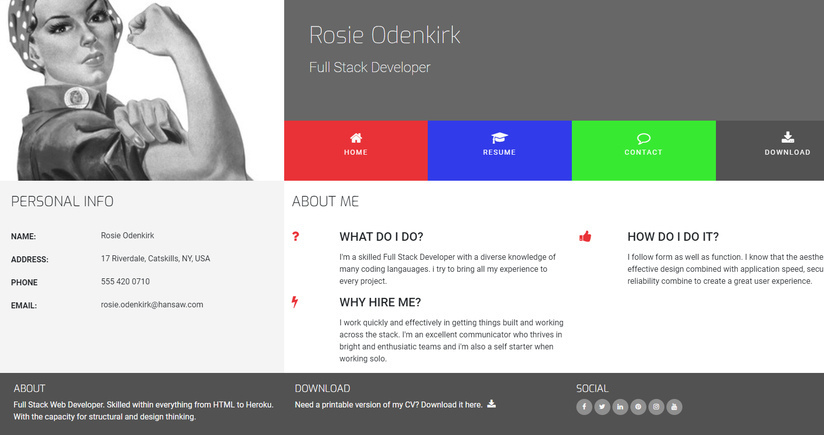 Rosie Odenkirk
Full Stack Developer
HOME
RESUME
CONTACT
DOWNLOAD
PERSONAL INFO
NAME: Rosie Odenkirk
ADDRESS: 17 Riverdale, Catskills, NY, USA
PHONE 555 420 0710
EMAIL: rosie.odenkirk@hansaw.com
ABOUT ME
WHAT DO I DO?
I'm a skilled Full Stack Developer with a diverse knowledge of
many coding langauages. i try to bring all my experience to
every project.
WHY HIRE ME?
I work quickly and effectively in getting things built and working
across the stack. I'm an excellent communicator who thrives in
bright and enthusiatic teams and i'm also a self starter when
working solo.
HOW DO I DO IT?
I follow form as well as function. I know that the
effective design combined with application speed,
reliability combine to create a great user experience.
ABOUT
Full Stack Web Developer. Skilled within everything from HTML to Heroku.
With the capacity for structural and design thinking.
DOWNLOAD
Need a printable version of my CV? Download it here.
SOCIAL